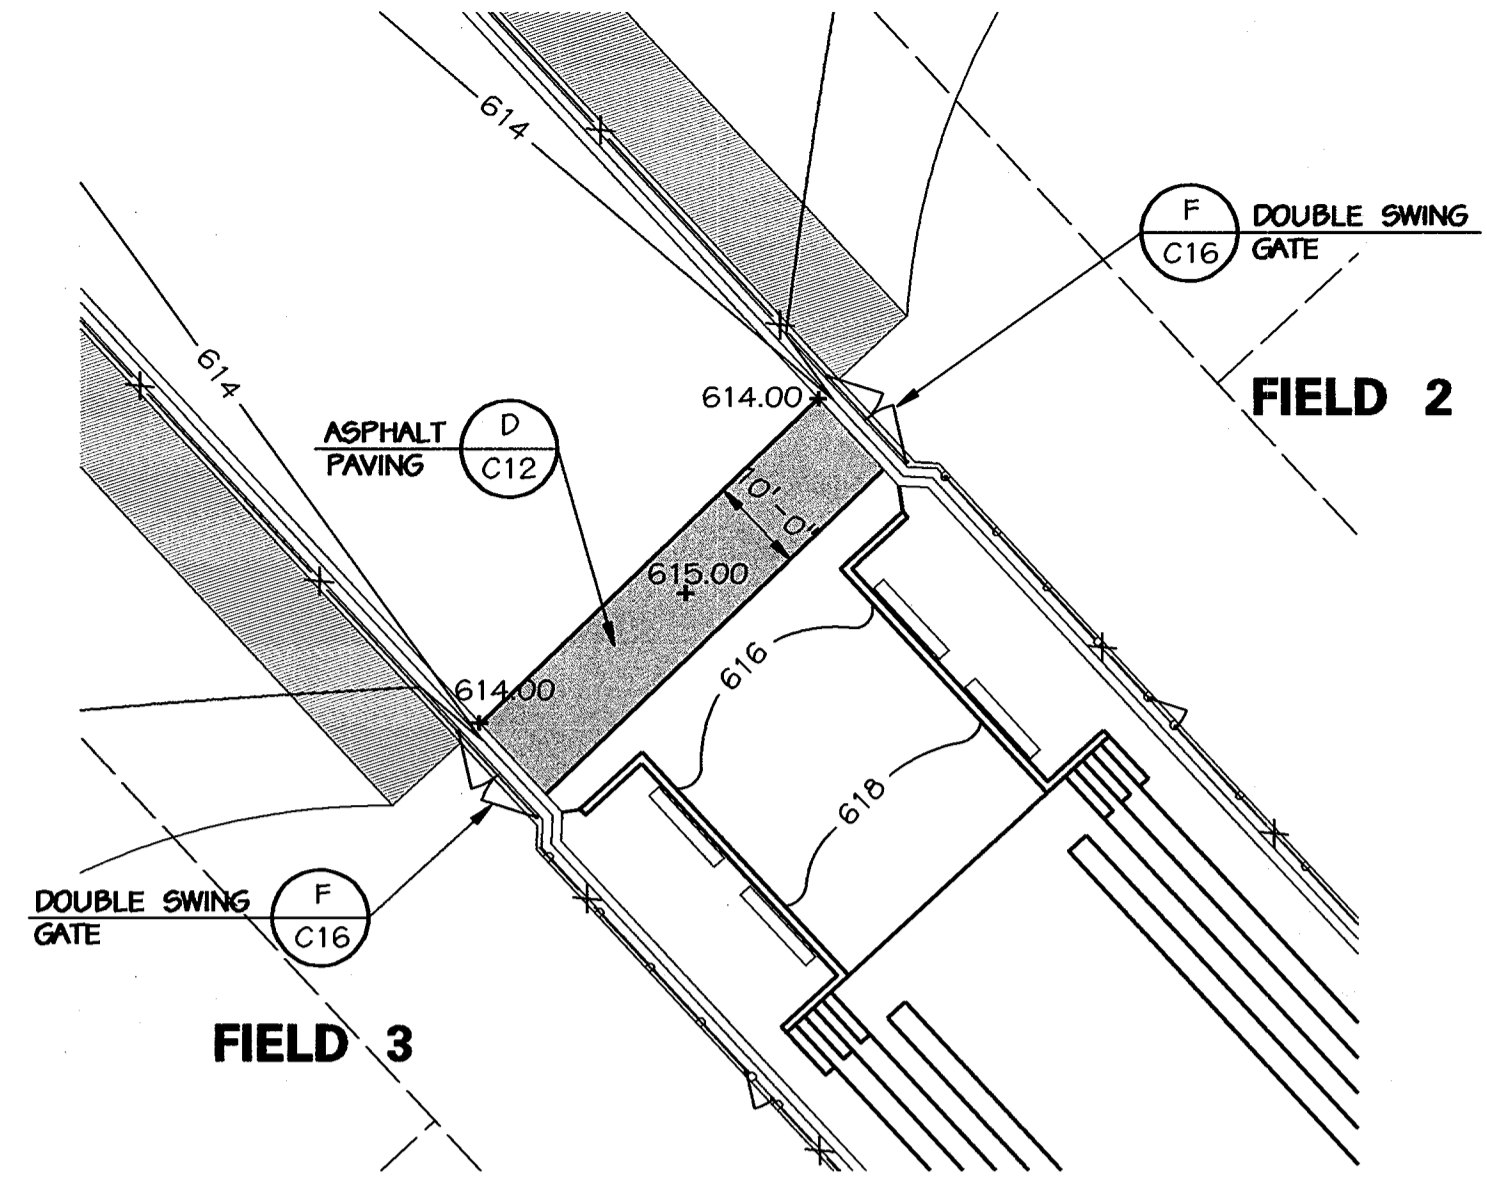 614
F
C16
DOUBLE SWING
GATE
614
FIELD 2
614.00
ASPHALT
PAVING
D
C12
10'-0"
615.00
616
614.00
618
DOUBLE SWING
GATE
F
C16
FIELD 3